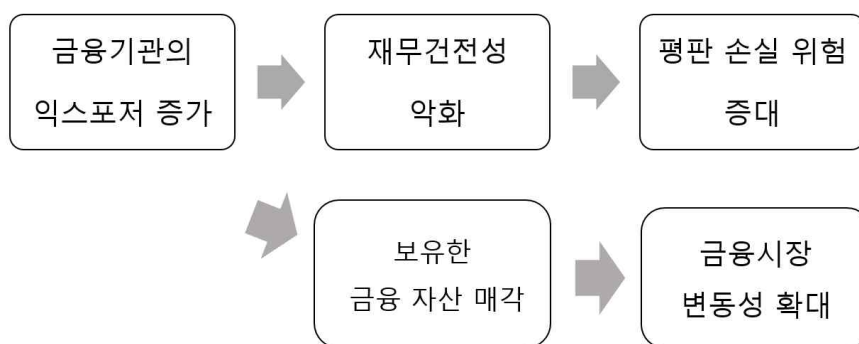 금융기관의
익스포저 증가
재무건전성
악화
평판 손실 위험
증대
보유한
금융 자산 매각
금융시장
변동성 확대